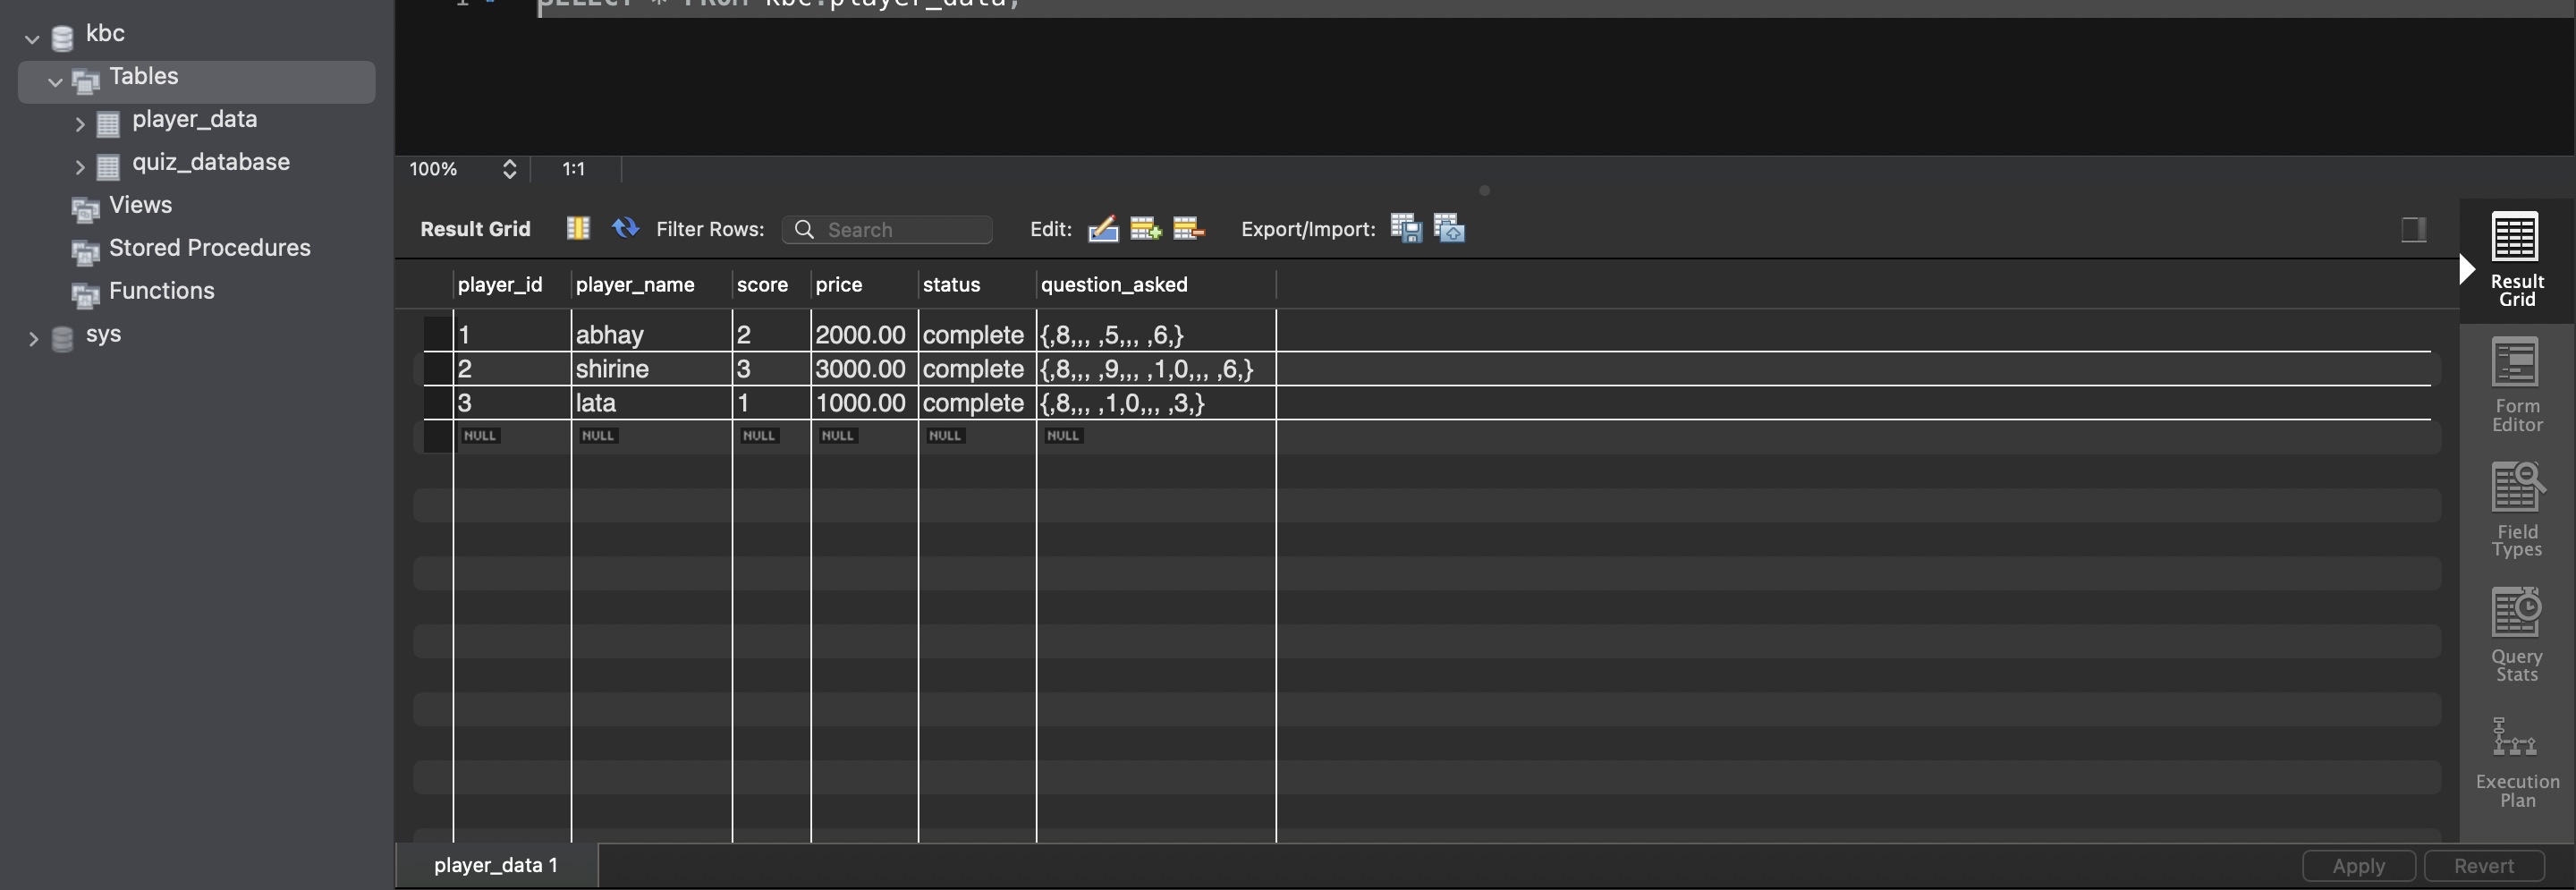 kbc
Tables
player_data
quiz_database
Views
Stored Procedures
Functions
sys
1 SELECT * FROM kbc.player_data;
100% 1:1
Result Grid Filter Rows: Search Edit: Export/Import:
player_id player_name score price status question_asked
1 abhay 2 2000.00 complete {,8,,, ,5,,, ,6,}
2 shirine 3 3000.00 complete {,8,,, ,9,,, ,1,0,,, ,6,}
3 lata 1 1000.00 complete {,8,,, ,1,0,,, ,3,}
NULL NULL NULL NULL NULL NULL
Result
Grid
Form
Editor
Field
Types
Query
Stats
Execution
Plan
player_data 1
Apply Revert